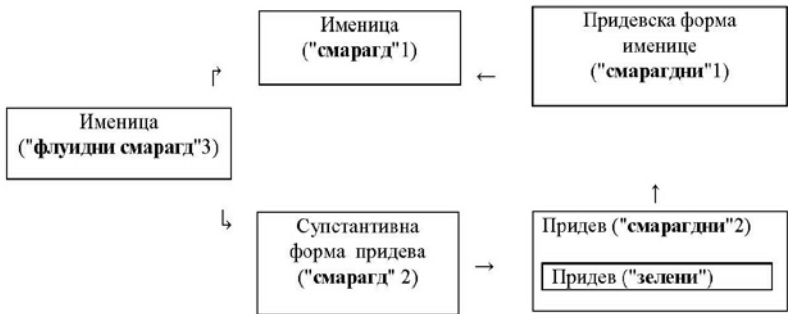 Именица
("смарагд"1)
Придевска форма
именице
("смарагдни"1)
Именица
("флуидни смарагд"3)
Супстантивна
форма придева
("смарагд" 2)
Придев ("смарагдни"2)
Придев ("зелени")